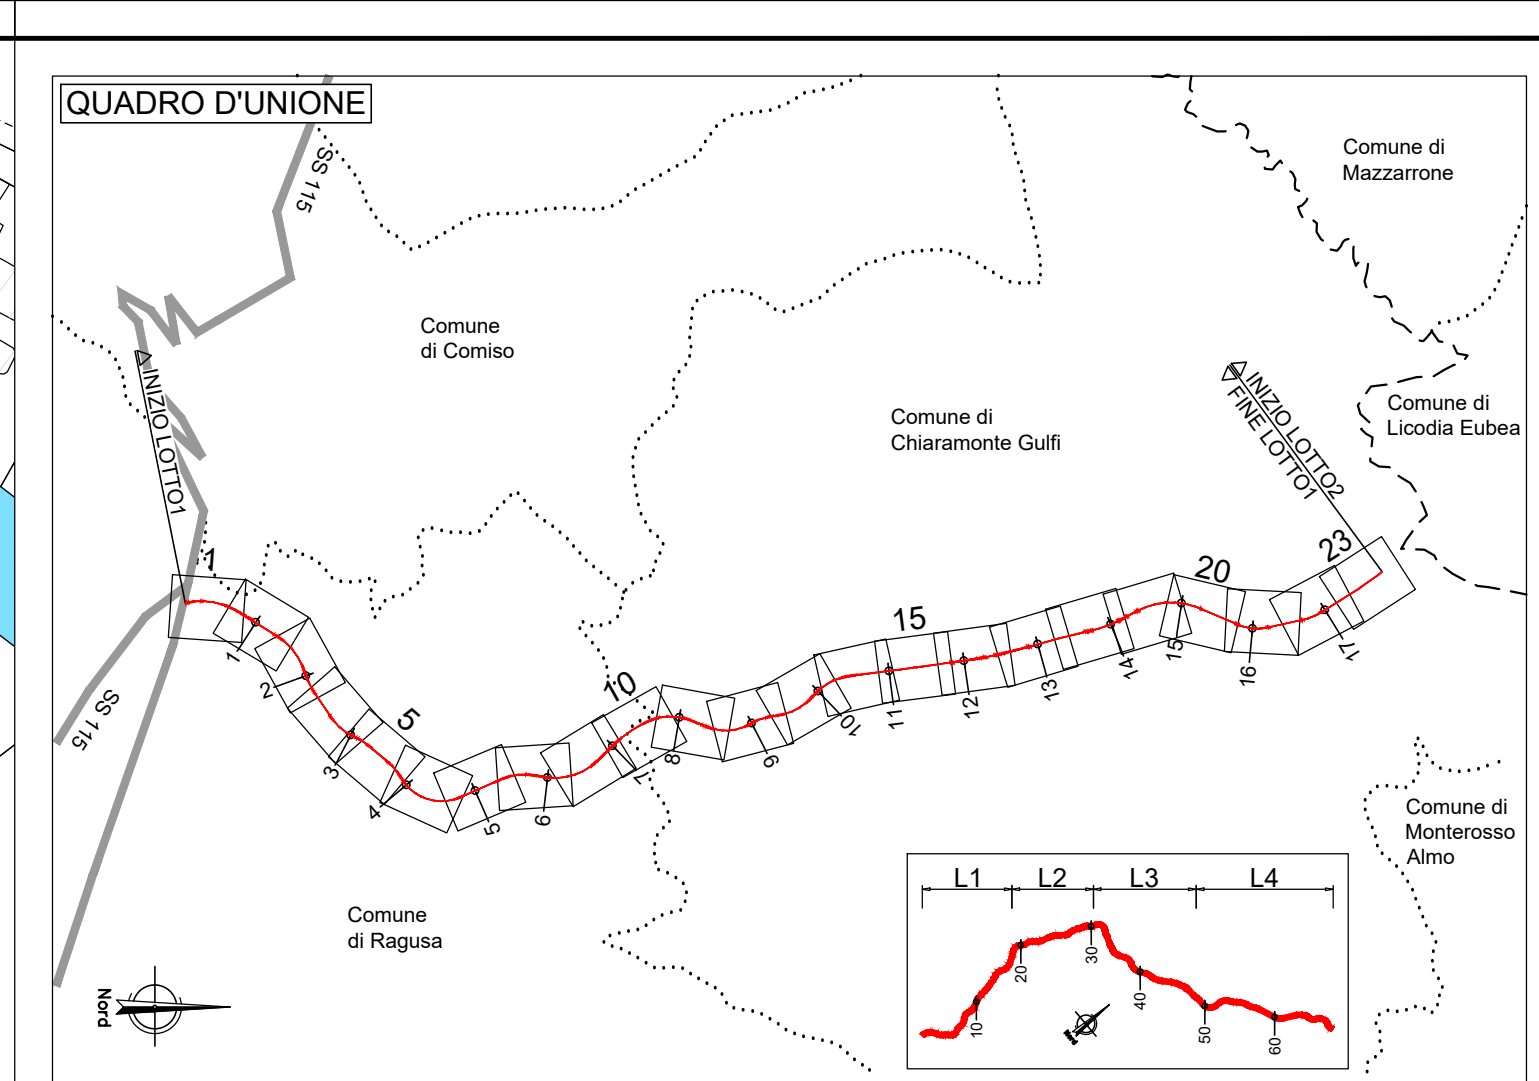 QUADRO D'UNIONE
SS 115
Comune di
Mazzarrone
Comune
di Comiso
INIZIO LOTTO1
Comune di
Chiaramonte Gulfi
INIZIO LOTTO2
FINE LOTTO1
Comune di
Licodia Eubea
1
5
10
15
20
23
1
2
3
4
5
6
7
8
9
10
11
12
13
14
15
16
17
SS 115
Comune di
Monterosso
Almo
Comune
di Ragusa
Nord
L1
L2
L3
L4
10
20
30
40
50
60